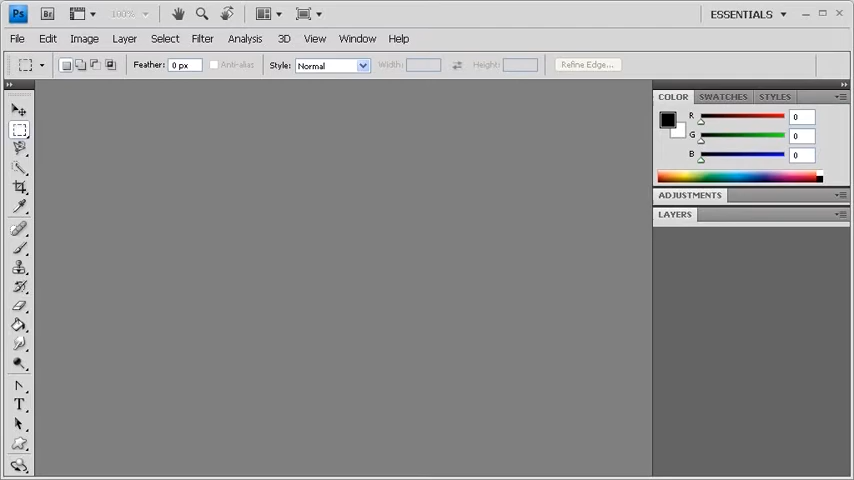 Ps Br 100% ESSENTIALS
File Edit Image Layer Select Filter Analysis 3D View Window Help
Feather: 0 px Anti-alias Style: Normal Width: Height: Refine Edge...
COLOR SWATCHES STYLES
R 0
G 0
B 0
ADJUSTMENTS
LAYERS
T